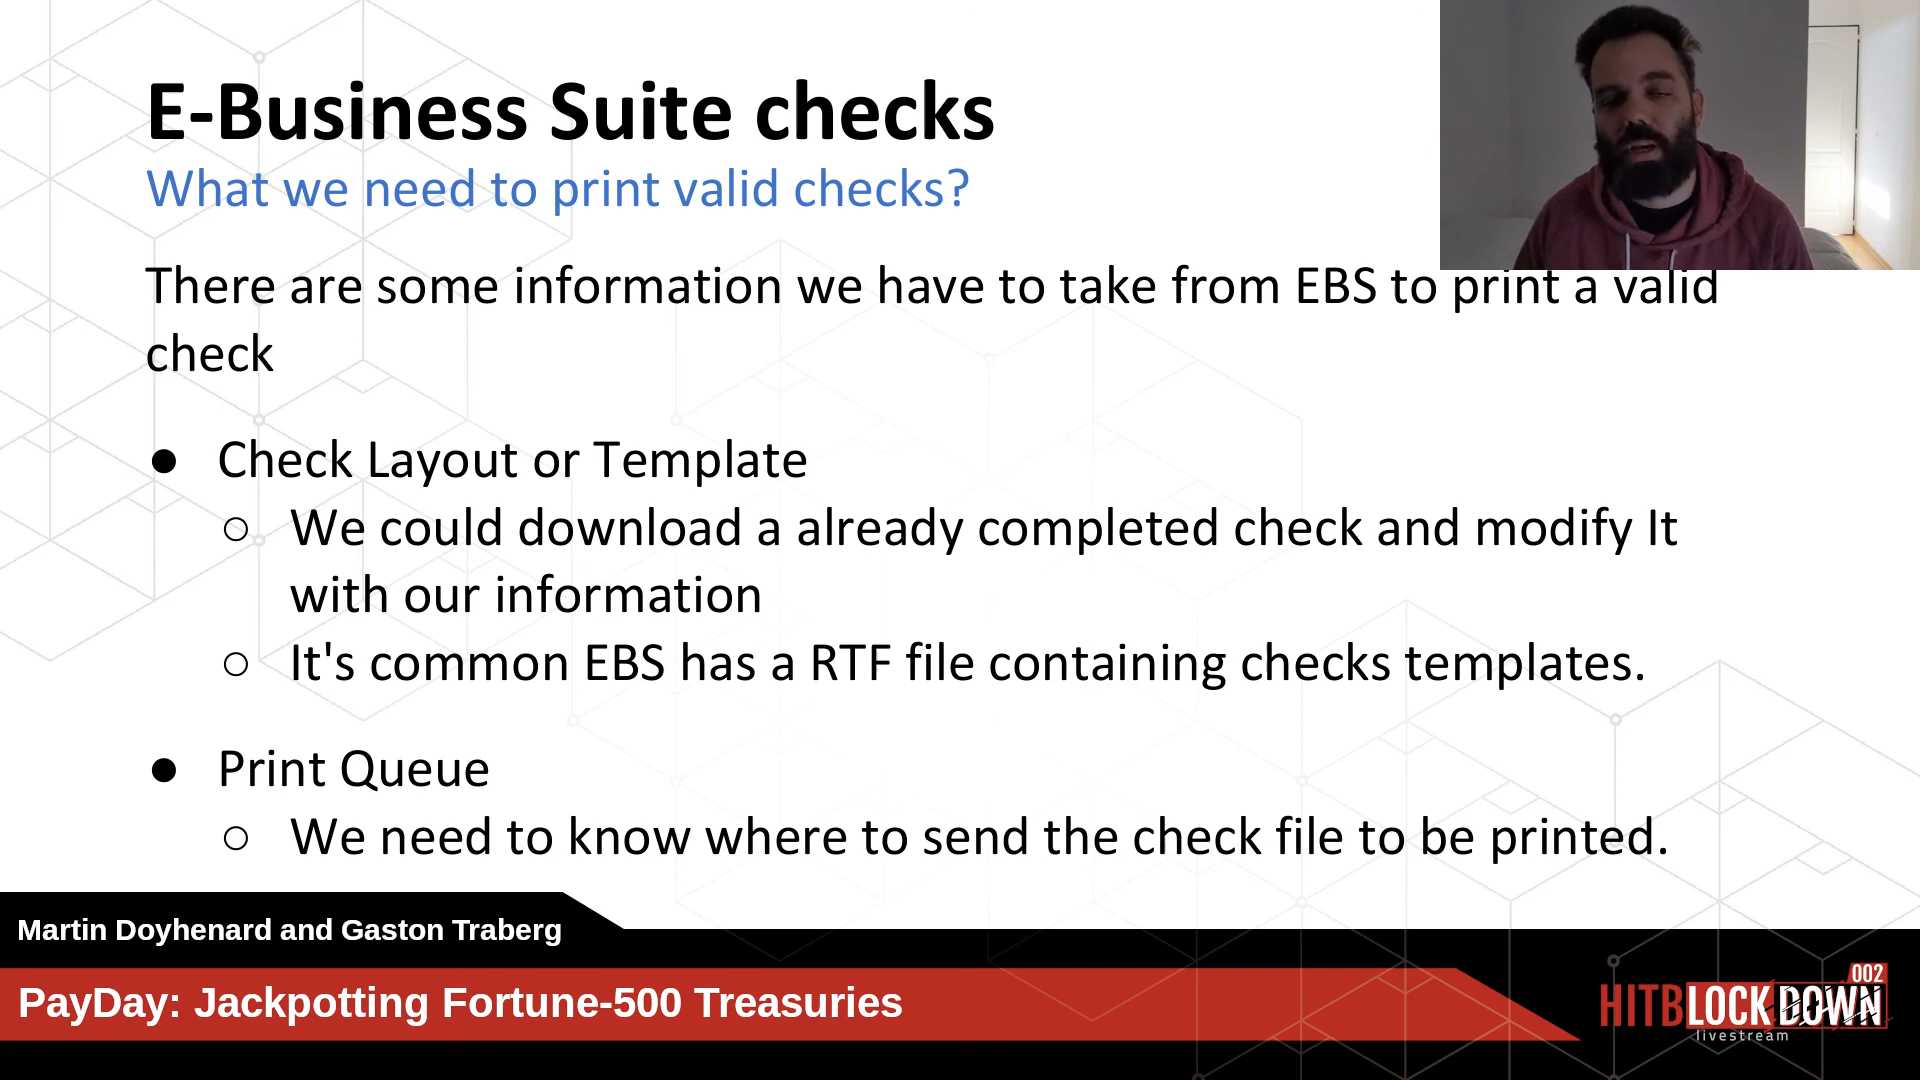 E-Business Suite checks
What we need to print valid checks?
There are some information we have to take from EBS to print a valid
check
● Check Layout or Template
○ We could download a already completed check and modify It
with our information
○ It's common EBS has a RTF file containing checks templates.
● Print Queue
○ We need to know where to send the check file to be printed.
Martin Doyhenard and Gaston Traberg
PayDay: Jackpotting Fortune-500 Treasuries
002
HITBLOCKDOWN
livestream